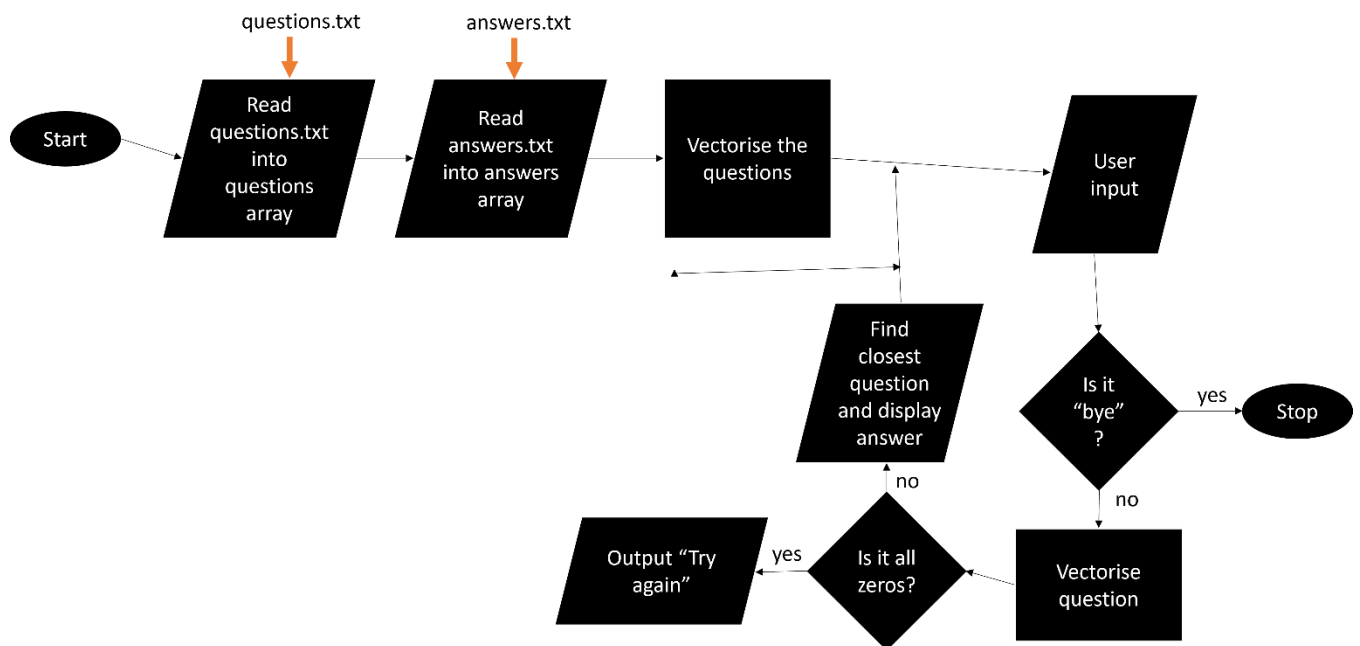 questions.txt
answers.txt
Start
Read
questions.txt
into
questions
array
Read
answers.txt
into answers
array
Vectorise the
questions
User
input
Find
closest
question
and display
answer
Is it
“bye”
?
yes
Stop
no
no
Output “Try
again”
yes
Is it all
zeros?
Vectorise
question